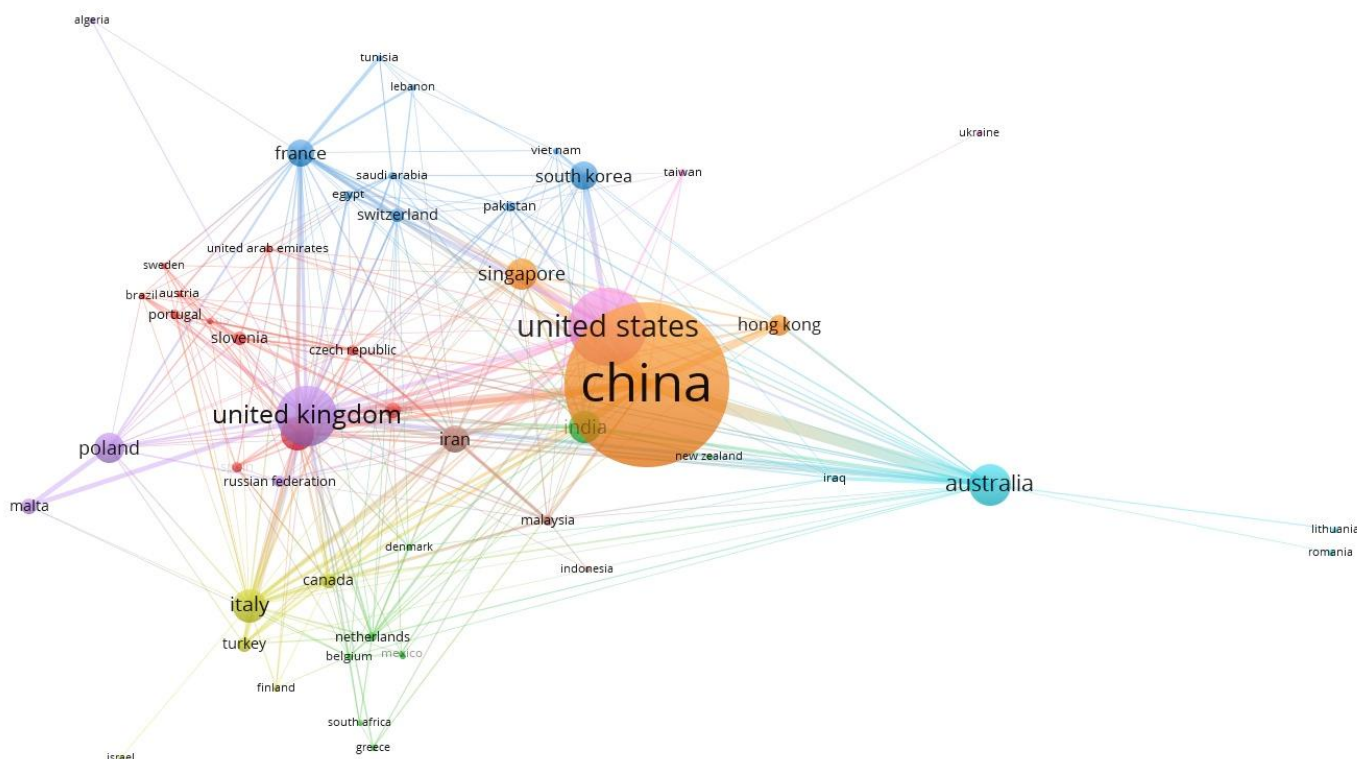 algeria
tunisia
lebanon
ukraine
france
viet nam
south korea
taiwan
saudi arabia
egypt
switzerland
pakistan
united arab emirates
sweden
singapore
brazil
austria
portugal
united states
hong kong
slovenia
czech republic
china
united kingdom
india
iran
poland
new zealand
russian federation
iraq
australia
malta
malaysia
lithuania
denmark
romania
indonesia
canada
italy
netherlands
turkey
belgium
mexico
finland
south africa
greece
israel